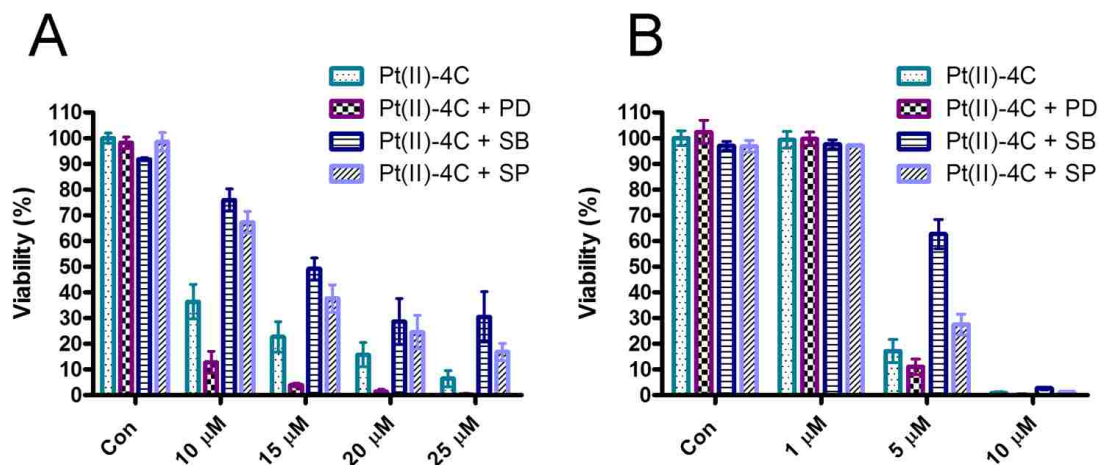 A
Pt(II)-4C
Pt(II)-4C + PD
Pt(II)-4C + SB
Pt(II)-4C + SP
Viability (%)
110
100
90
80
70
60
50
40
30
20
10
0
Con
10 µM
15 µM
20 µM
25 µM
B
Pt(II)-4C
Pt(II)-4C + PD
Pt(II)-4C + SB
Pt(II)-4C + SP
Viability (%)
110
100
90
80
70
60
50
40
30
20
10
0
Con
1 µM
5 µM
10 µM